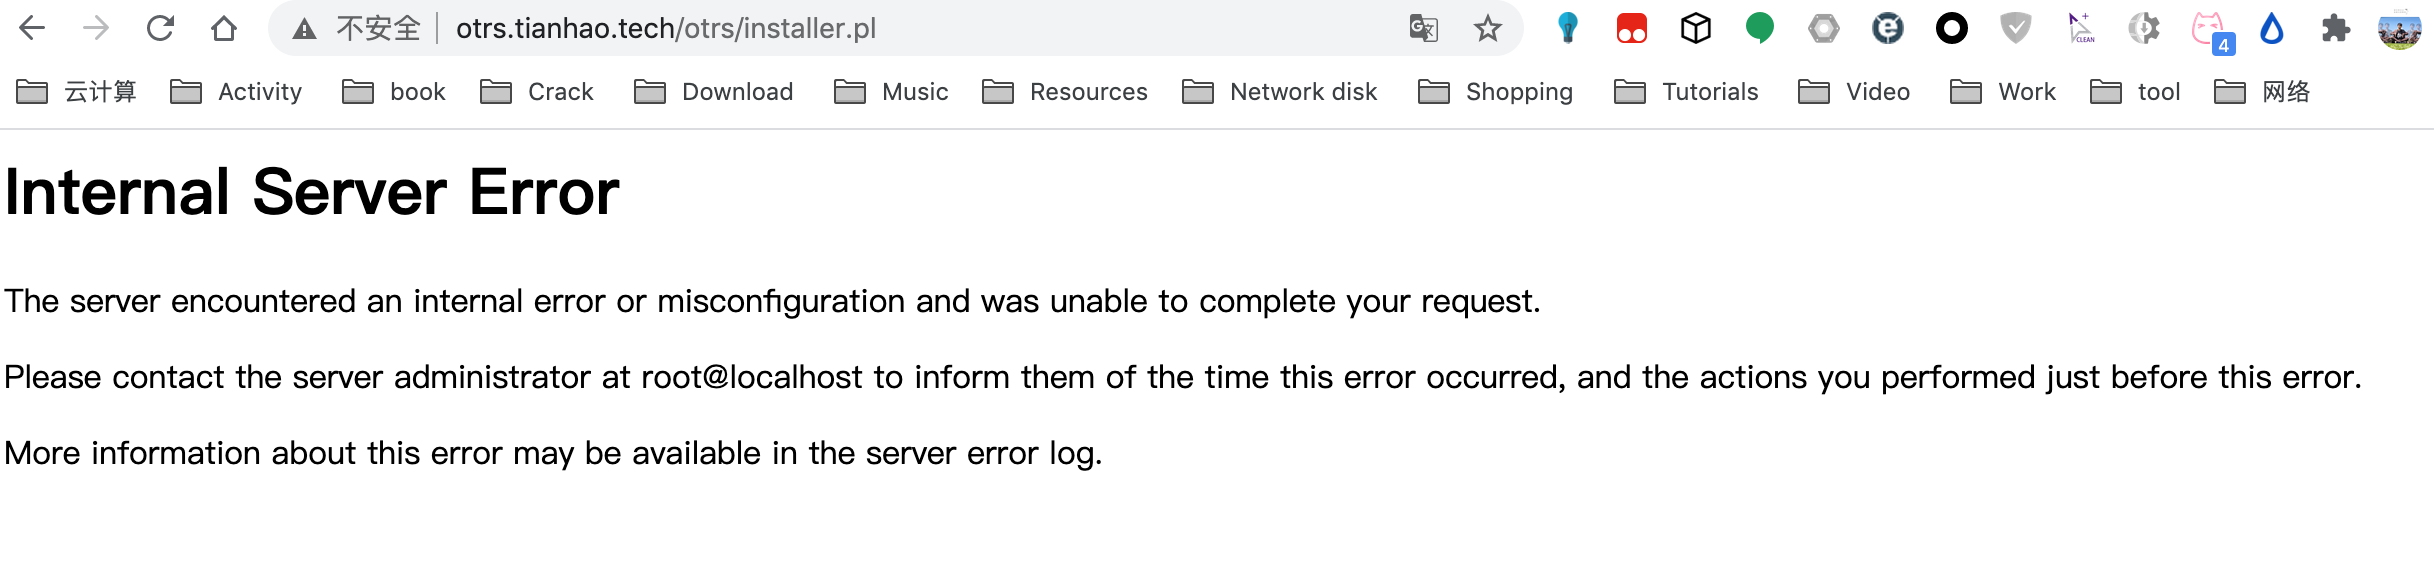 不安全 otrs.tianhao.tech/otrs/installer.pl
CLEAN
4
云计算 Activity book Crack Download Music Resources Network disk Shopping Tutorials Video Work tool 网络
Internal Server Error
The server encountered an internal error or misconfiguration and was unable to complete your request.
Please contact the server administrator at root@localhost to inform them of the time this error occurred, and the actions you performed just before this error.
More information about this error may be available in the server error log.